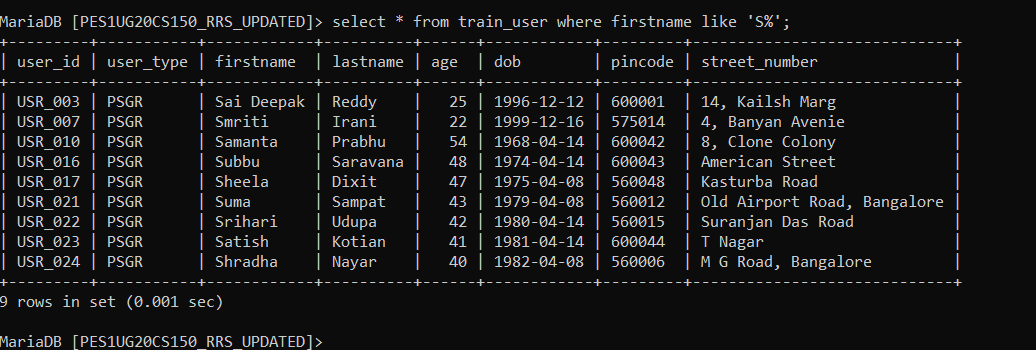 MariaDB [PES1UG20CS150_RRS_UPDATED]> select * from train_user where firstname like 'S%';
+---------+-----------+------------+----------+------+------------+---------+----------------------------+
| user_id | user_type | firstname  | lastname | age  | dob        | pincode | street_number              |
+---------+-----------+------------+----------+------+------------+---------+----------------------------+
| USR_003 | PSGR      | Sai Deepak | Reddy    |   25 | 1996-12-12 | 600001  | 14, Kailsh Marg            |
| USR_007 | PSGR      | Smriti     | Irani    |   22 | 1999-12-16 | 575014  | 4, Banyan Avenie           |
| USR_010 | PSGR      | Samanta    | Prabhu   |   54 | 1968-04-14 | 600042  | 8, Clone Colony            |
| USR_016 | PSGR      | Subbu      | Saravana |   48 | 1974-04-14 | 600043  | American Street            |
| USR_017 | PSGR      | Sheela     | Dixit    |   47 | 1975-04-08 | 560048  | Kasturba Road              |
| USR_021 | PSGR      | Suma       | Sampat   |   43 | 1979-04-08 | 560012  | Old Airport Road, Bangalore |
| USR_022 | PSGR      | Srihari    | Udupa    |   42 | 1980-04-14 | 560015  | Suranjan Das Road          |
| USR_023 | PSGR      | Satish     | Kotian   |   41 | 1981-04-14 | 600044  | T Nagar                    |
| USR_024 | PSGR      | Shradha    | Nayar    |   40 | 1982-04-08 | 560006  | M G Road, Bangalore        |
+---------+-----------+------------+----------+------+------------+---------+----------------------------+
9 rows in set (0.001 sec)
MariaDB [PES1UG20CS150_RRS_UPDATED]>